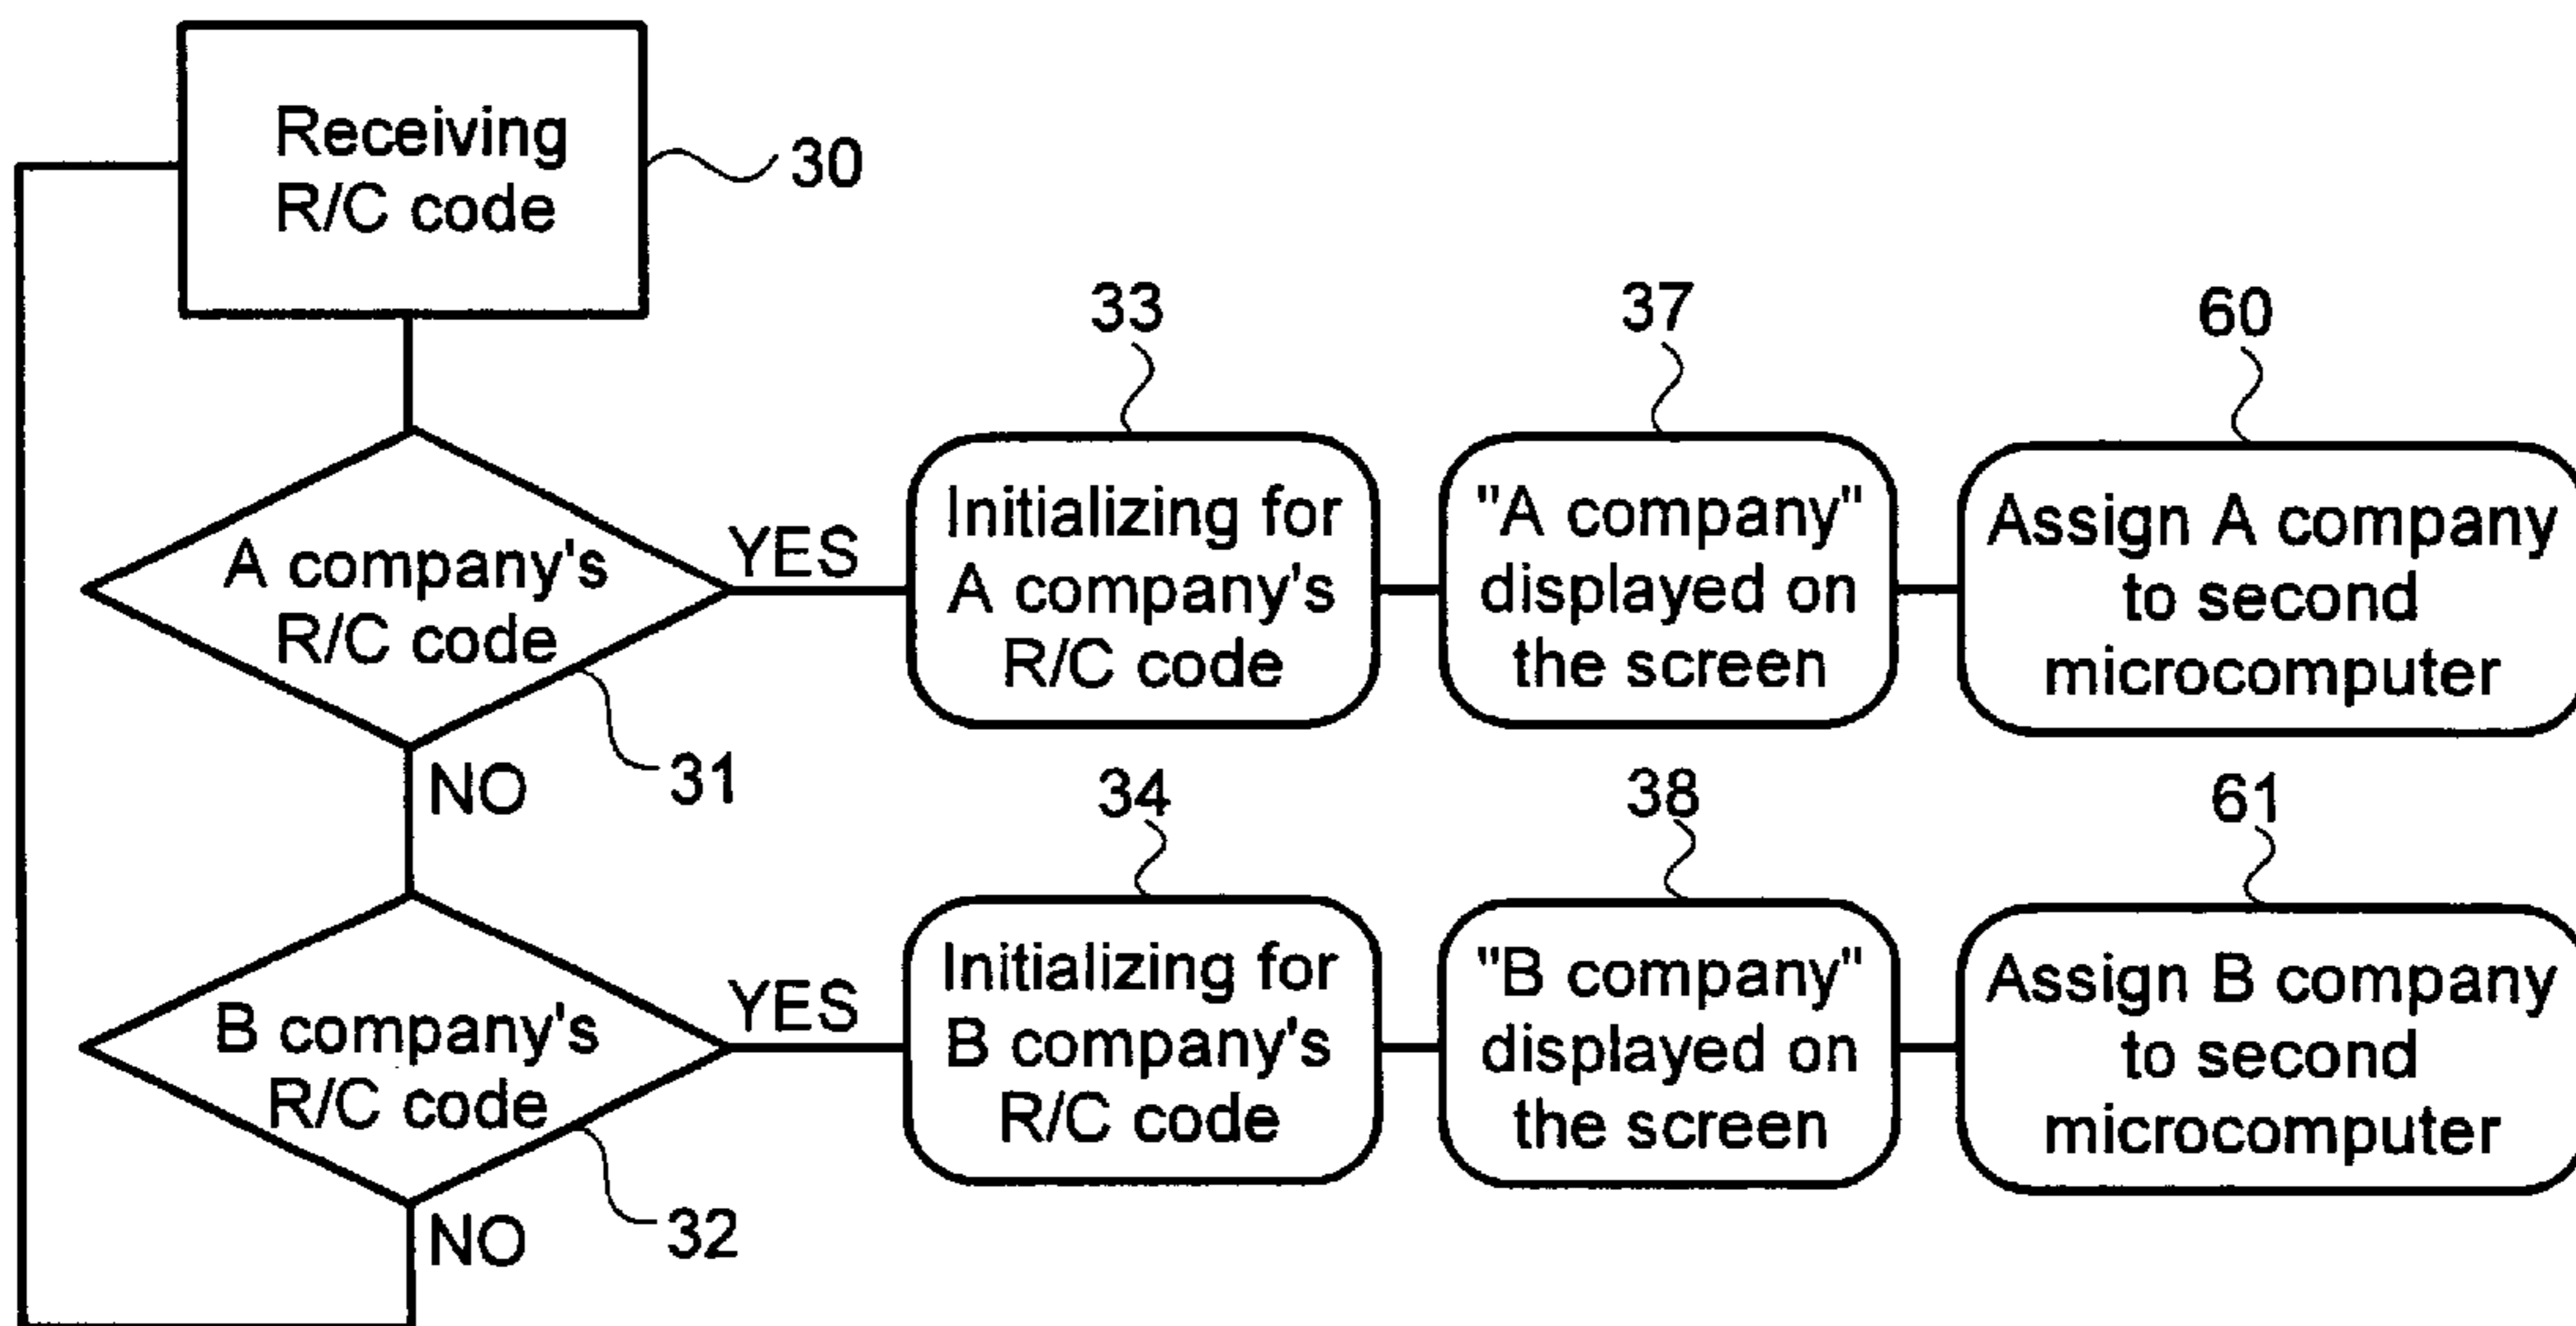 Receiving
R/C code
30
33
37
60
A company's
R/C code
YES
Initializing for
A company's
R/C code
"A company"
displayed on
the screen
Assign A company
to second
microcomputer
31
NO
34
38
61
B company's
R/C code
YES
Initializing for
B company's
R/C code
"B company"
displayed on
the screen
Assign B company
to second
microcomputer
32
NO